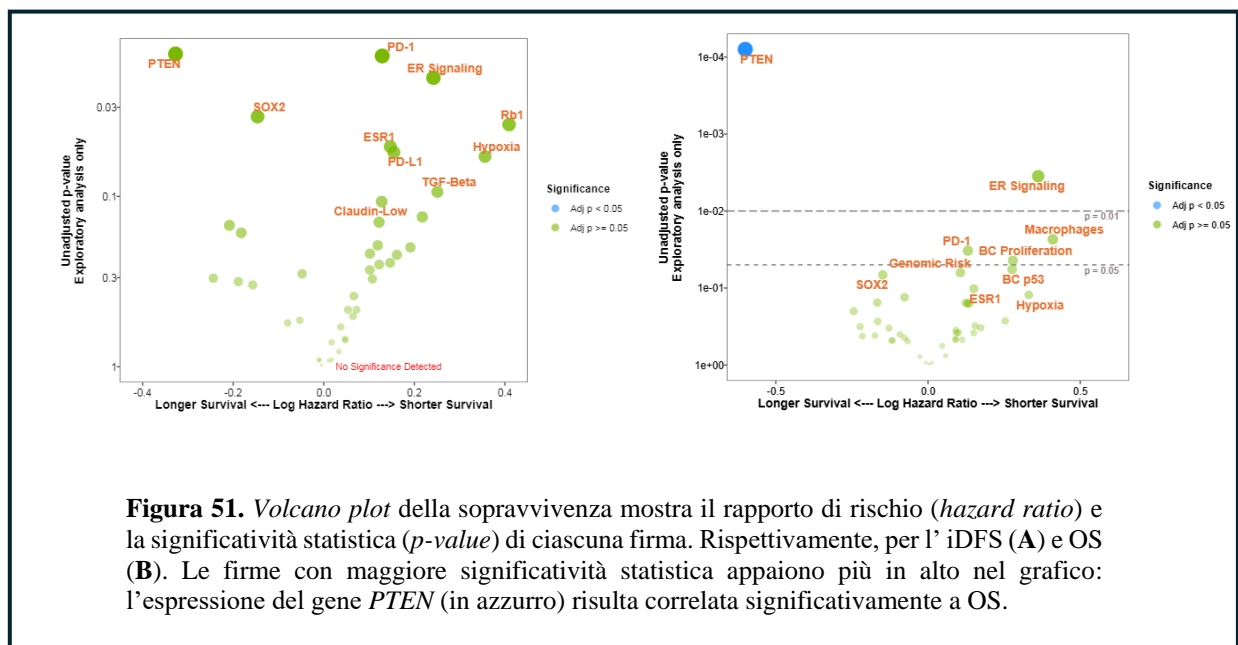 PTEN
PD-1
ER Signaling
SOX2
Rb1
ESR1
PD-L1
Hypoxia
TGF-Beta
Claudin-Low
No Significance Detected
0.03
0.1
0.3
1
Unadjusted p-value
Exploratory analysis only
-0.4
-0.2
0.0
0.2
0.4
Longer Survival <--- Log Hazard Ratio ---> Shorter Survival
Significance
Adj p < 0.05
Adj p >= 0.05
PTEN
ER Signaling
p = 0.01
Macrophages
PD-1
BC Proliferation
Genomic-Risk
p = 0.05
BC p53
SOX2
ESR1
Hypoxia
1e-04
1e-03
1e-02
1e-01
1e+00
Unadjusted p-value
Exploratory analysis only
-0.5
0.0
0.5
Longer Survival <--- Log Hazard Ratio ---> Shorter Survival
Significance
Adj p < 0.05
Adj p >= 0.05
Figura 51. Volcano plot della sopravvivenza mostra il rapporto di rischio (hazard ratio) e
la significatività statistica (p-value) di ciascuna firma. Rispettivamente, per l’ iDFS (A) e OS
(B). Le firme con maggiore significatività statistica appaiono più in alto nel grafico:
l’espressione del gene PTEN (in azzurro) risulta correlata significativamente a OS.